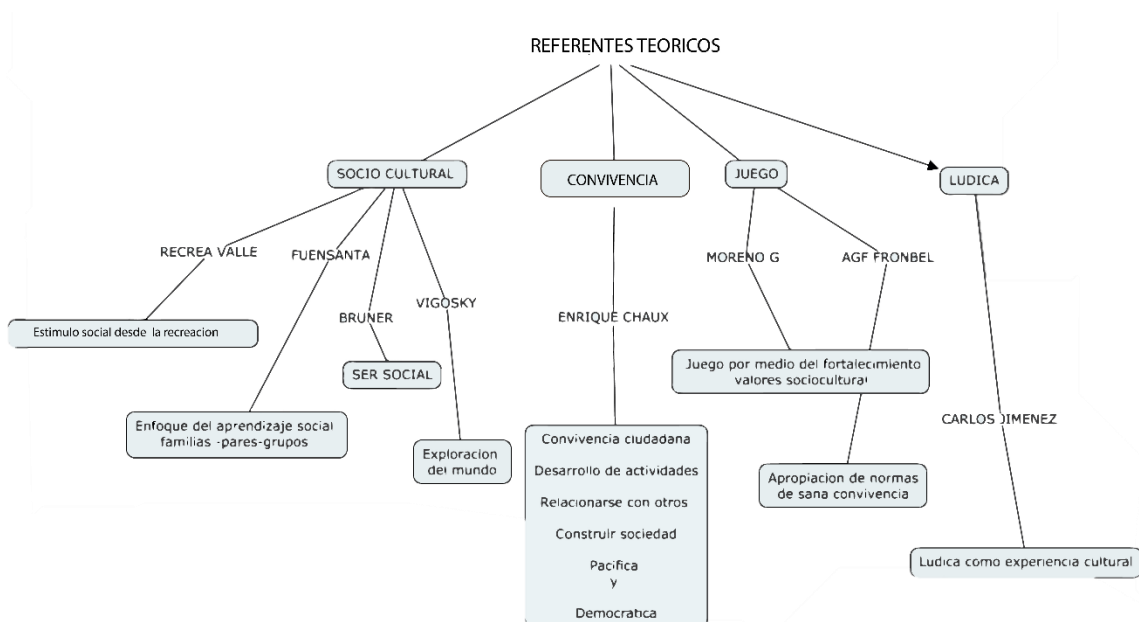 REFERENTES TEORICOS
SOCIO CULTURAL
CONVIVENCIA
JUEGO
LUDICA
RECREA VALLE
FUENSANTA
BRUNER
VIGOSKY
ENRIQUE CHAUX
MORENO G
AGF FRONBEL
CARLOS JIMENEZ
Estimulo social desde la recreacion
SER SOCIAL
Enfoque del aprendizaje social
familias -pares-grupos
Exploracion
del mundo
Convivencia ciudadana
Desarrollo de actividades
Relacionarse con otros
Construir sociedad
Pacifica
y
Democratica
Juego por medio del fortalecimiento
valores sociocultural
Apropiacion de normas
de sana convivencia
Ludica como experiencia cultural